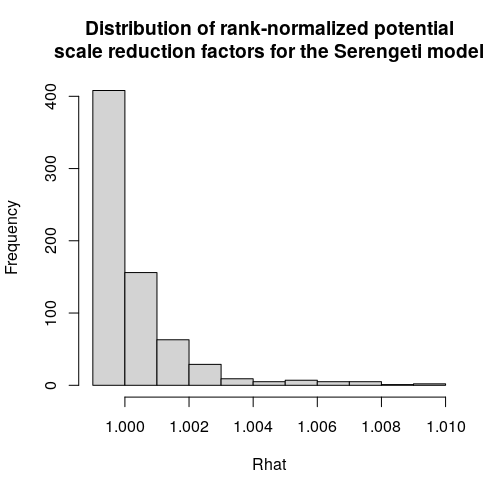 Distribution of rank-normalized potential
scale reduction factors for the Serengeti model
Frequency
400
300
200
100
0
1.000 1.002 1.004 1.006 1.008 1.010
Rhat